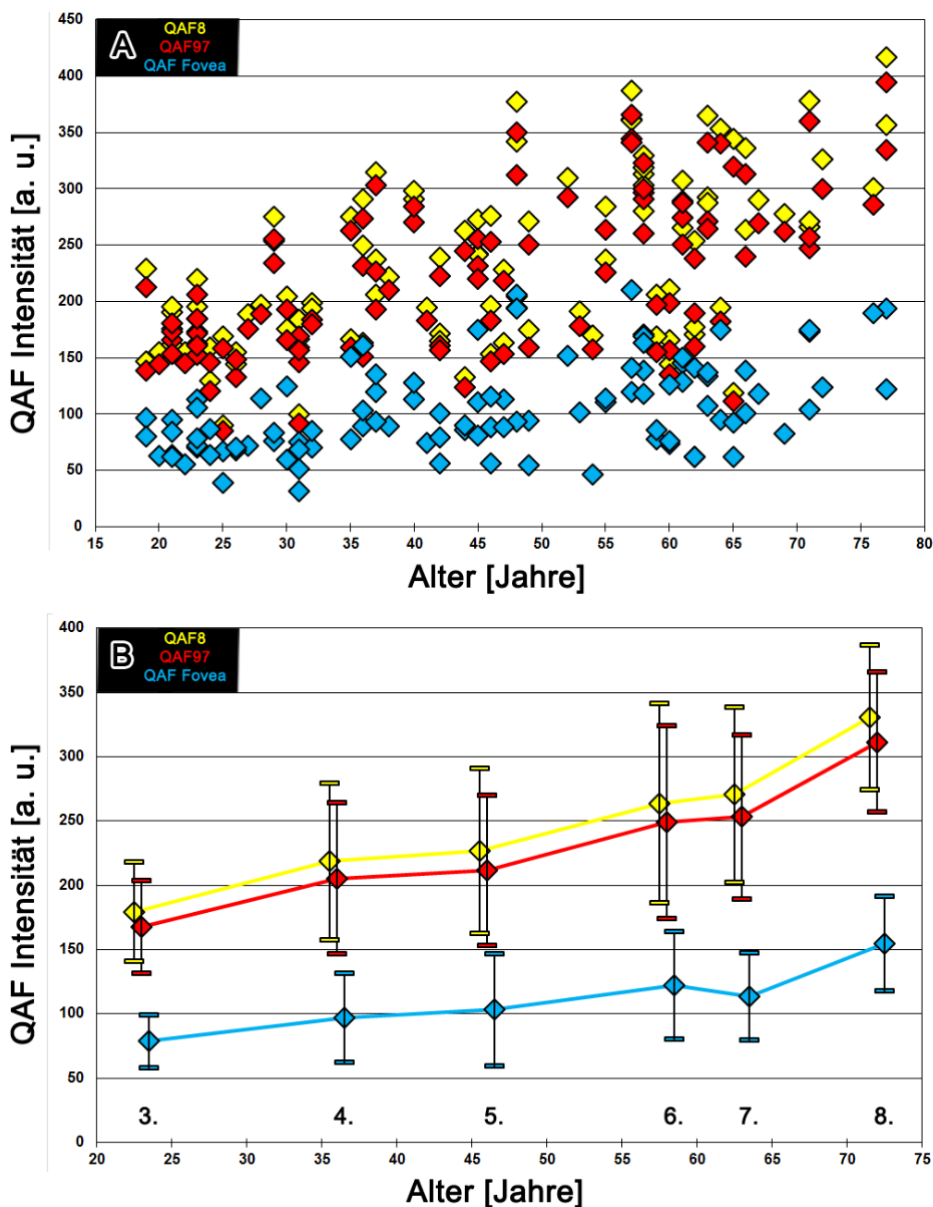 A
QAF8
QAF97
QAF Fovea
QAF Intensität [a. u.]
450
400
350
300
250
200
150
100
50
0
15 20 25 30 35 40 45 50 55 60 65 70 75 80
Alter [Jahre]
B
QAF8
QAF97
QAF Fovea
QAF Intensität [a. u.]
400
350
300
250
200
150
100
50
0
3. 4. 5. 6. 7. 8.
20 25 30 35 40 45 50 55 60 65 70 75
Alter [Jahre]